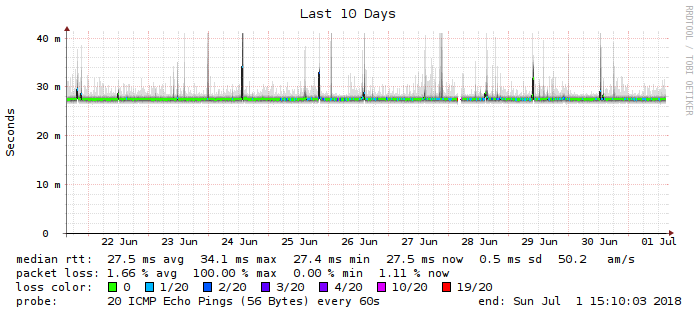 Last 10 Days
RRDTOOL / TOBI OETIKER
Seconds
40 m
30 m
20 m
10 m
0
22 Jun 23 Jun 24 Jun 25 Jun 26 Jun 27 Jun 28 Jun 29 Jun 30 Jun 01 Jul
median rtt: 27.5 ms avg 34.1 ms max 27.4 ms min 27.5 ms now 0.5 ms sd 50.2 am/s
packet loss: 1.66 % avg 100.00 % max 0.00 % min 1.11 % now
loss color: 0 1/20 2/20 3/20 4/20 10/20 19/20
probe: 20 ICMP Echo Pings (56 Bytes) every 60s end: Sun Jul 1 15:10:03 2018